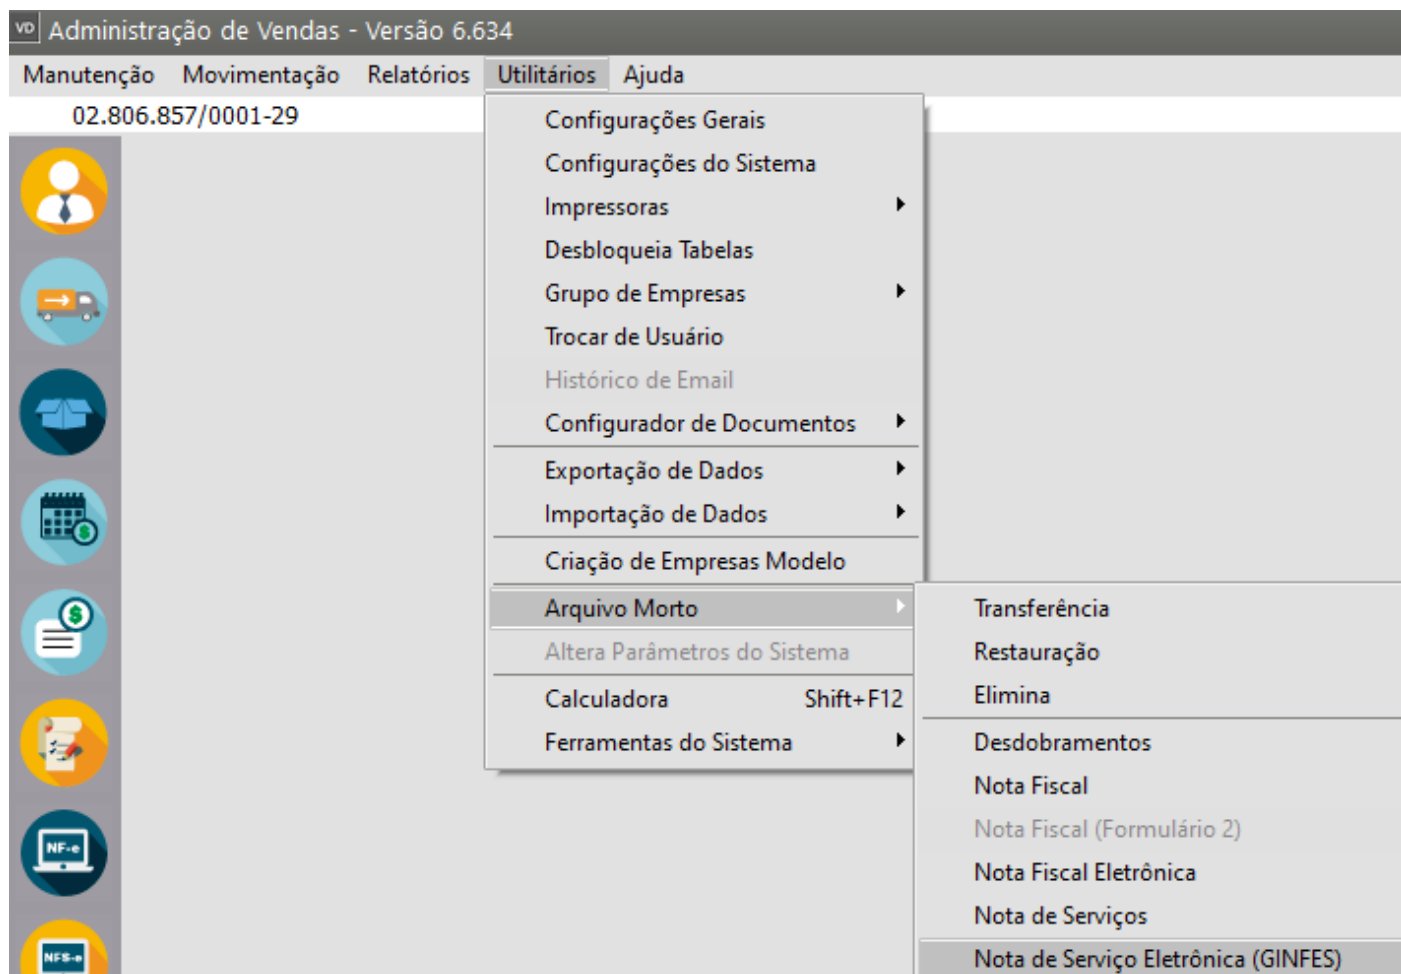 VD Administração de Vendas - Versão 6.634
Manutenção Movimentação Relatórios Utilitários Ajuda
02.806.857/0001-29
Configurações Gerais
Configurações do Sistema
Impressoras
Desbloqueia Tabelas
Grupo de Empresas
Trocar de Usuário
Histórico de Email
Configurador de Documentos
Exportação de Dados
Importação de Dados
Criação de Empresas Modelo
Arquivo Morto
Altera Parâmetros do Sistema
Calculadora Shift+F12
Ferramentas do Sistema
Transferência
Restauração
Elimina
Desdobramentos
Nota Fiscal
Nota Fiscal (Formulário 2)
Nota Fiscal Eletrônica
Nota de Serviços
Nota de Serviço Eletrônica (GINFES)
$
$
NF-e
NFS-e